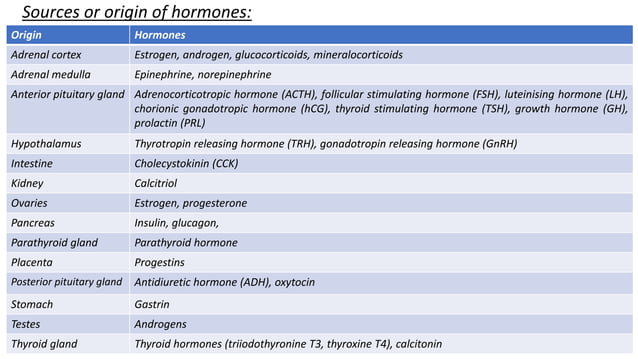 Sources or origin of hormones:
Origin Hormones
Adrenal cortex Estrogen, androgen, glucocorticoids, mineralocorticoids
Adrenal medulla Epinephrine, norepinephrine
Anterior pituitary gland Adrenocorticotropic hormone (ACTH), follicular stimulating hormone (FSH), luteinising hormone (LH),
chorionic gonadotropic hormone (hCG), thyroid stimulating hormone (TSH), growth hormone (GH),
prolactin (PRL)
Hypothalamus Thyrotropin releasing hormone (TRH), gonadotropin releasing hormone (GnRH)
Intestine Cholecystokinin (CCK)
Kidney Calcitriol
Ovaries Estrogen, progesterone
Pancreas Insulin, glucagon,
Parathyroid gland Parathyroid hormone
Placenta Progestins
Posterior pituitary gland Antidiuretic hormone (ADH), oxytocin
Stomach Gastrin
Testes Androgens
Thyroid gland Thyroid hormones (triiodothyronine T3, thyroxine T4), calcitonin